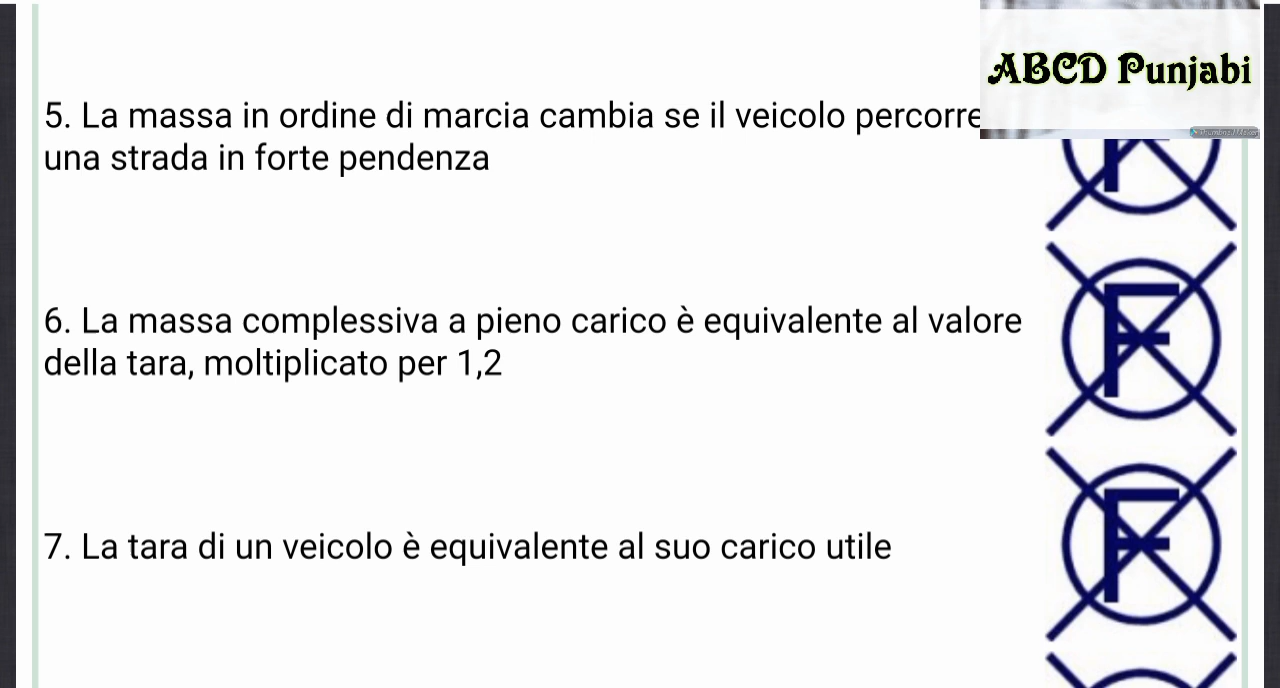 ABCD Punjabi
Thumbnail Maker
5. La massa in ordine di marcia cambia se il veicolo percorre
una strada in forte pendenza
6. La massa complessiva a pieno carico è equivalente al valore
della tara, moltiplicato per 1,2
F
7. La tara di un veicolo è equivalente al suo carico utile
F